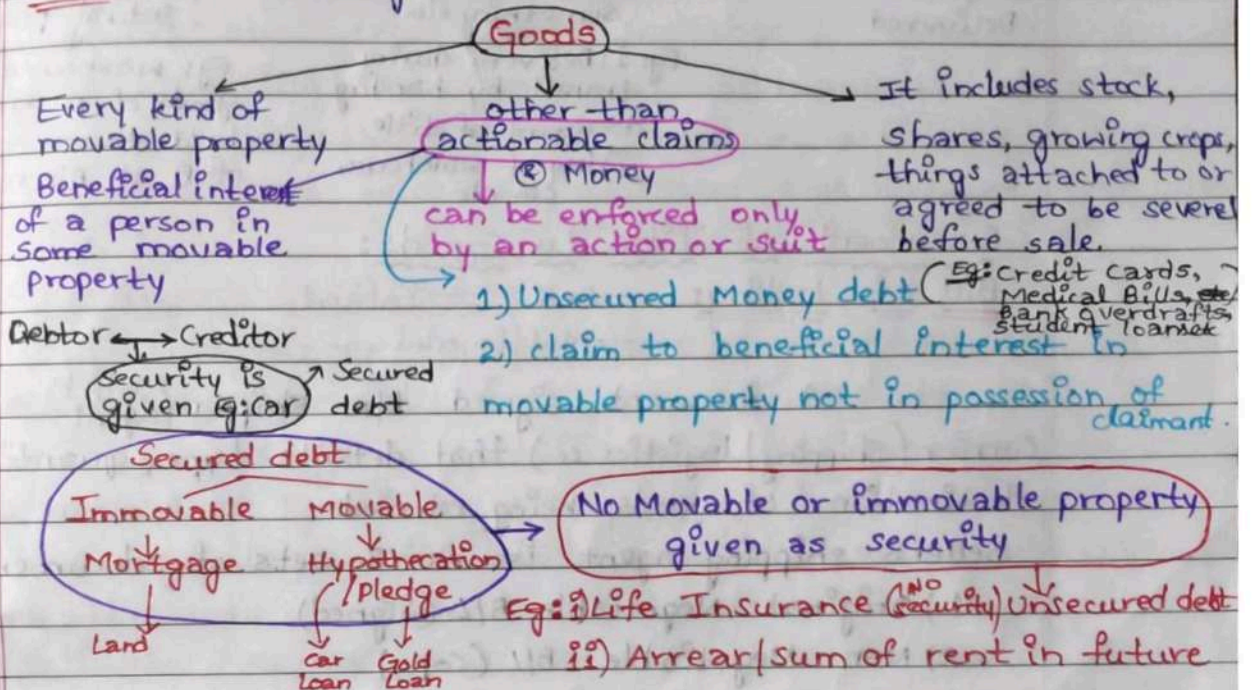 Goods
Every kind of
movable property
Beneficial interest
of a person in
some movable
property
other than
actionable claims
& Money
can be enforced only
by an action or suit
It includes stock,
shares, growing crops,
things attached to or
agreed to be severed
before sale.
1) Unsecured Money debt (Eg: Credit Cards,
Medical Bills, etc
Bank overdrafts,
student loans etc
2) claim to beneficial interest in
movable property not in possession of
claimant.
Debtor ↔ Creditor
Security is
given Eg: Car
Secured
debt
Secured debt
Immovable Movable
Mortgage Hypothecation
/Pledge
Land
Car
Loan
Gold
Loan
No Movable or immovable property
given as security
Eg: i) Life Insurance (NO security) Unsecured debt
ii) Arrear/sum of rent in future